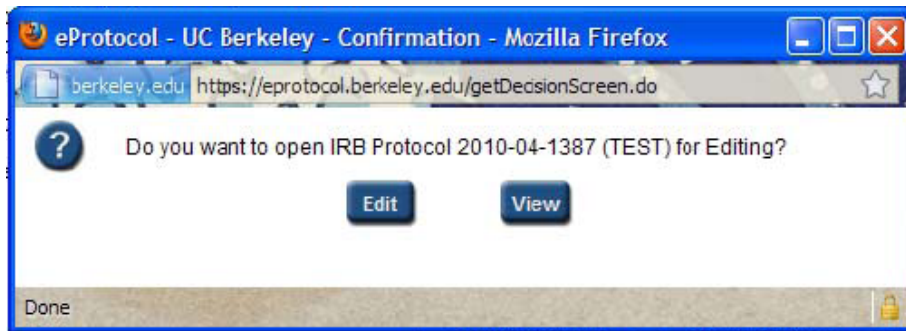 eProtocol - UC Berkeley - Confirmation - Mozilla Firefox
berkeley.edu https://eprotocol.berkeley.edu/getDecisionScreen.do
? Do you want to open IRB Protocol 2010-04-1387 (TEST) for Editing?
Edit View
Done